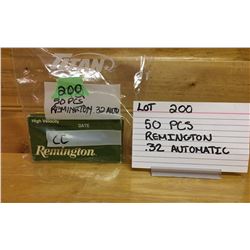 TITAN
200
50 PCS
REMINGTON .32 AUTO
High Velocity
DATE
CC
Remington
LOT 200
50 PCS
REMINGTON
.32 AUTOMATIC